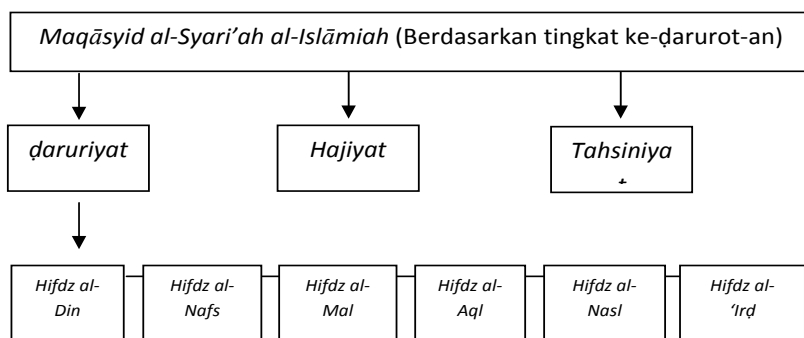 Maqāsyid al-Syari'ah al-Islāmiah (Berdasarkan tingkat ke-ḍarurot-an)
ḍaruriyat Hajiyat Tahsiniya
t
Hifdz al- Hifdz al- Hifdz al- Hifdz al- Hifdz al- Hifdz al-
Din Nafs Mal Aql Nasl ‘Irḍ